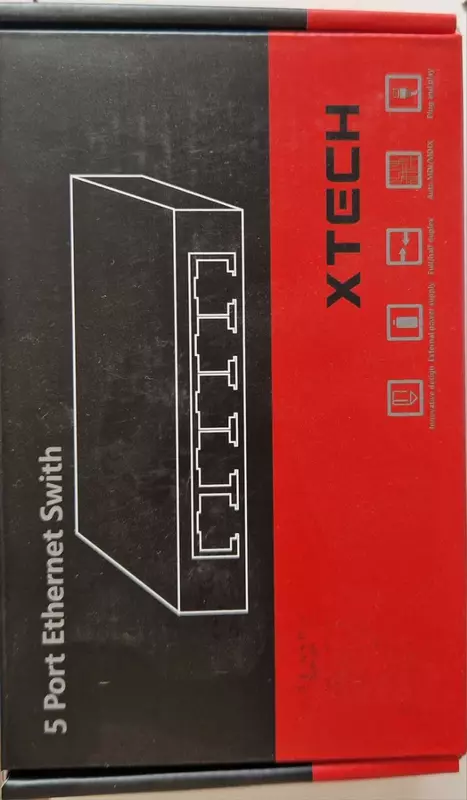 5 Port Ethernet Swith
XTECH
Innovative design
External power supply
Full/half duplex
Auto MDI/MDIX
Plug and play